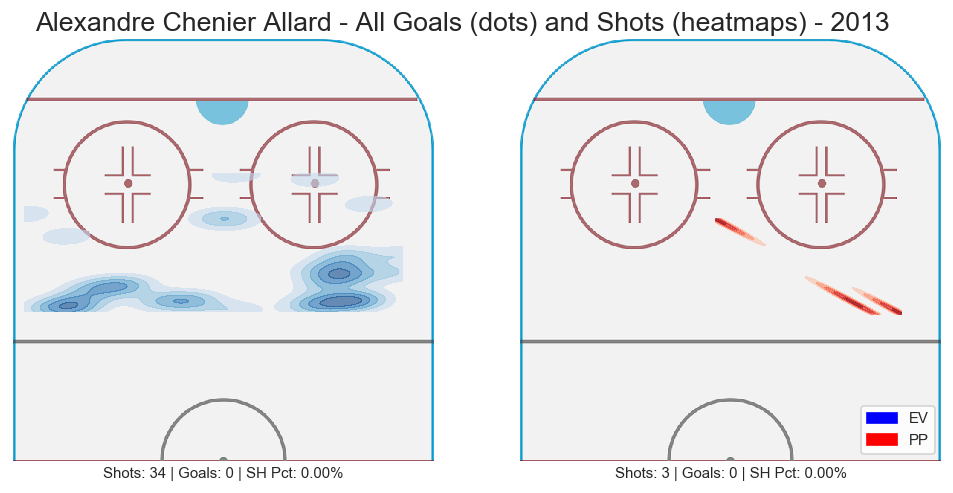 Alexandre Chenier Allard - All Goals (dots) and Shots (heatmaps) - 2013
EV
PP
Shots: 34 | Goals: 0 | SH Pct: 0.00%
Shots: 3 | Goals: 0 | SH Pct: 0.00%